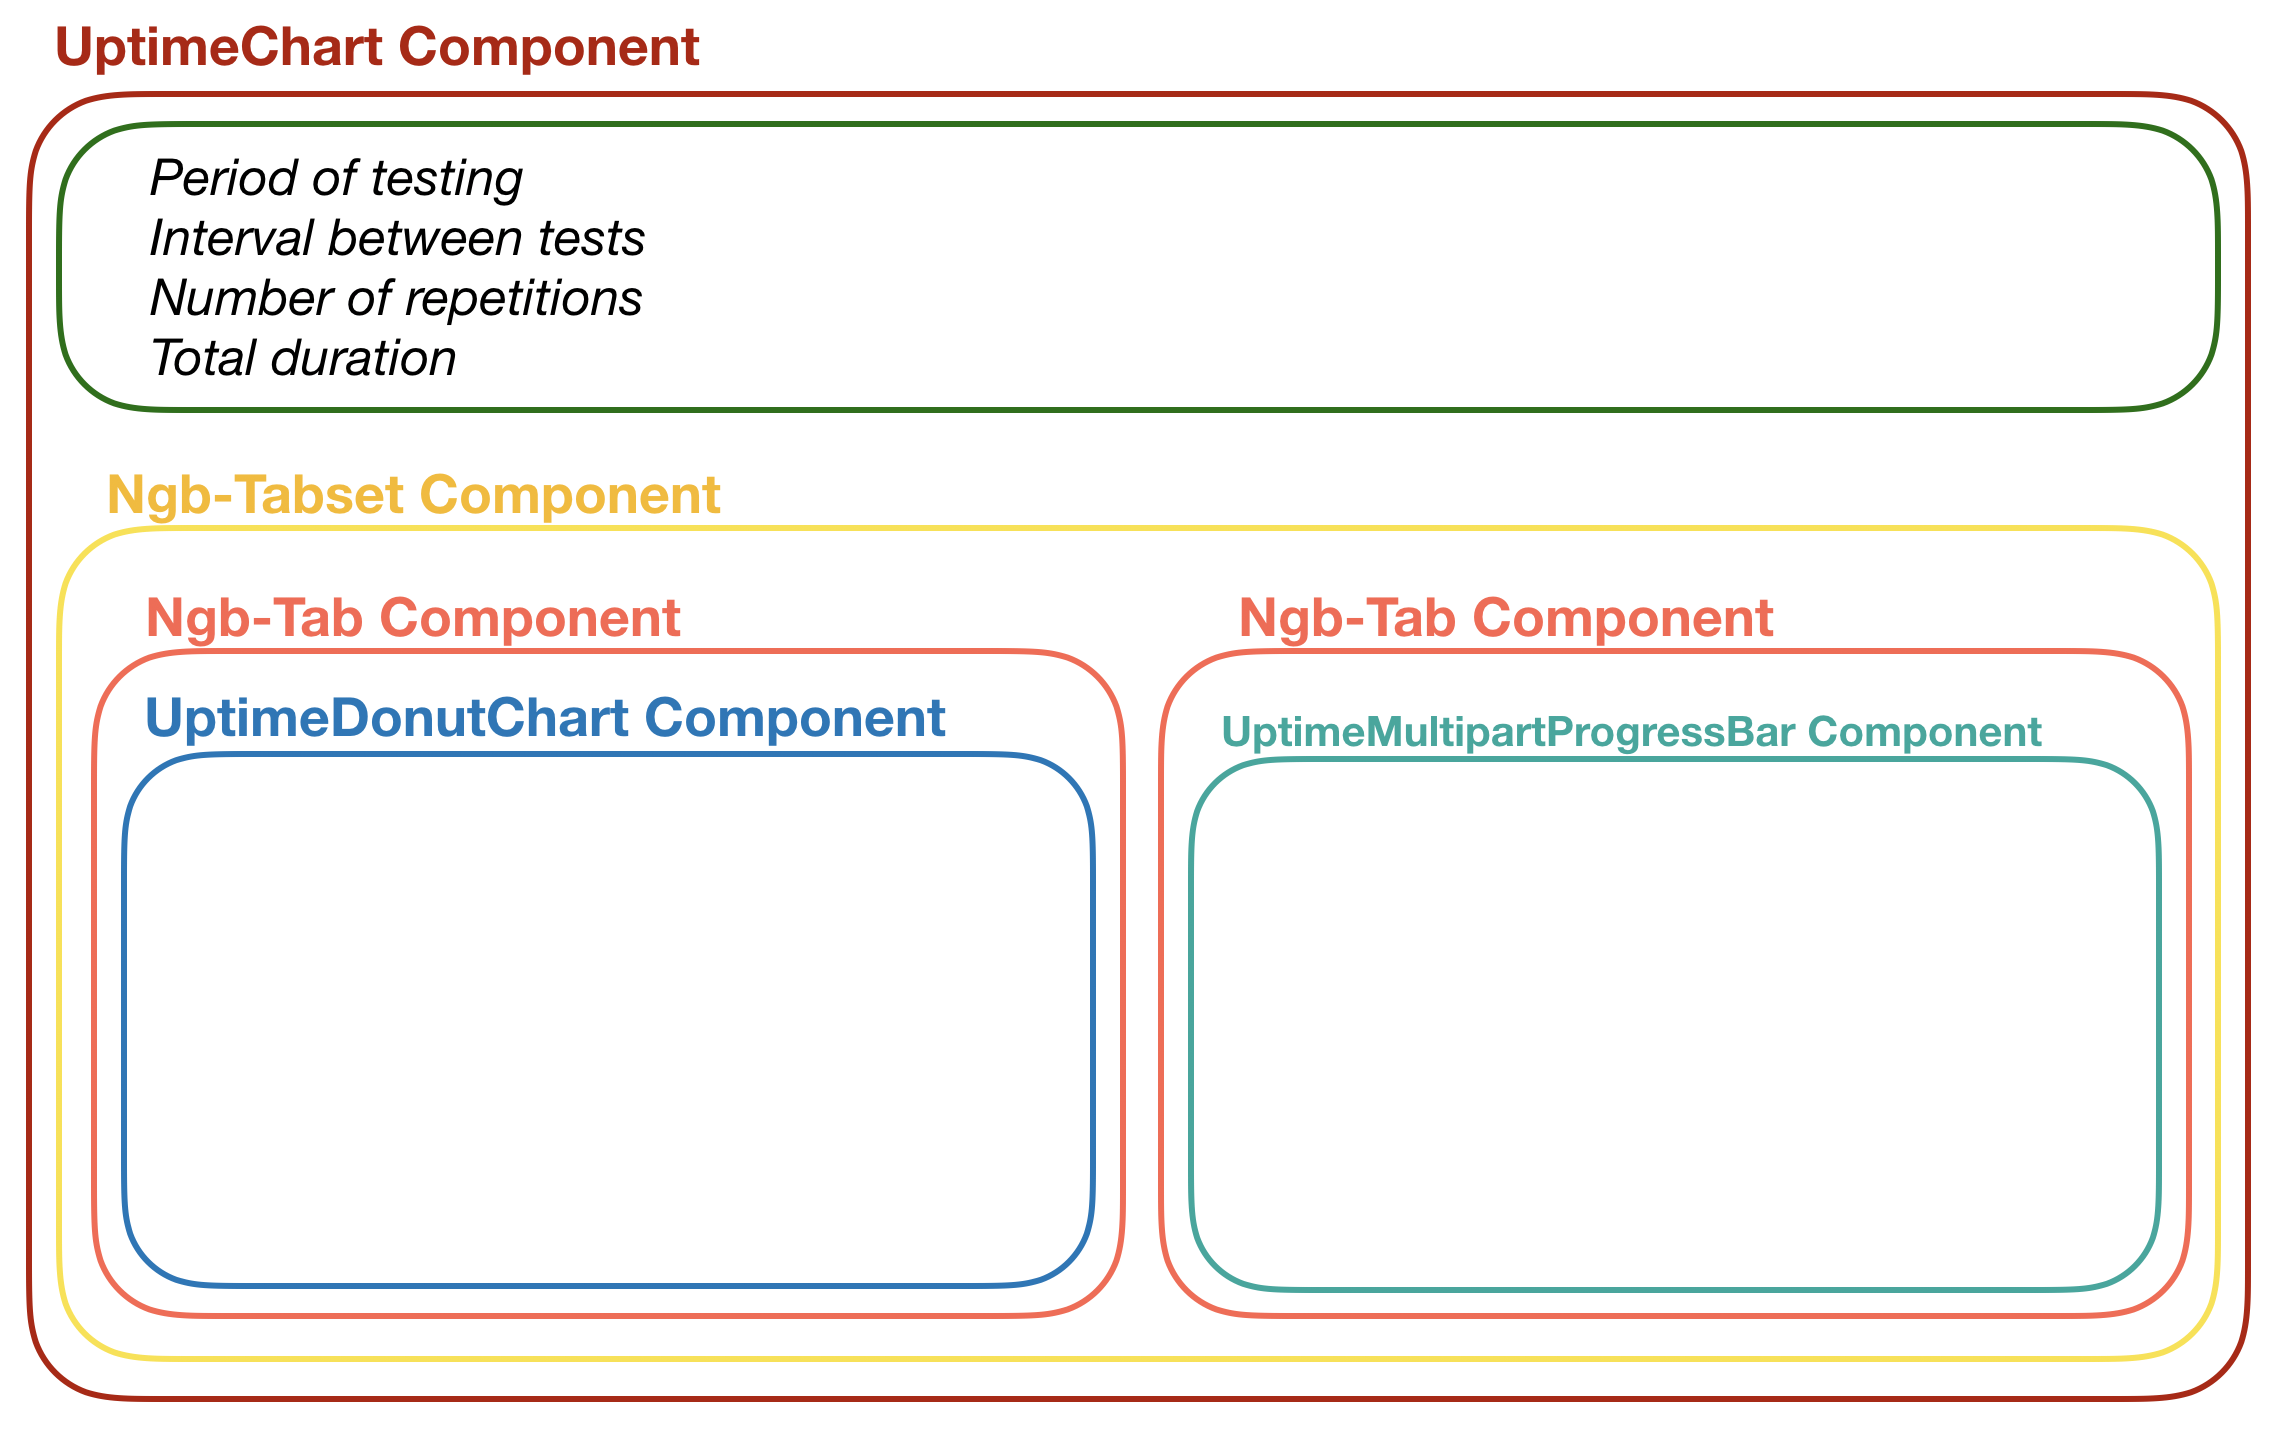 UptimeChart Component
Period of testing
Interval between tests
Number of repetitions
Total duration
Ngb-Tabset Component
Ngb-Tab Component
UptimeDonutChart Component
Ngb-Tab Component
UptimeMultipartProgressBar Component